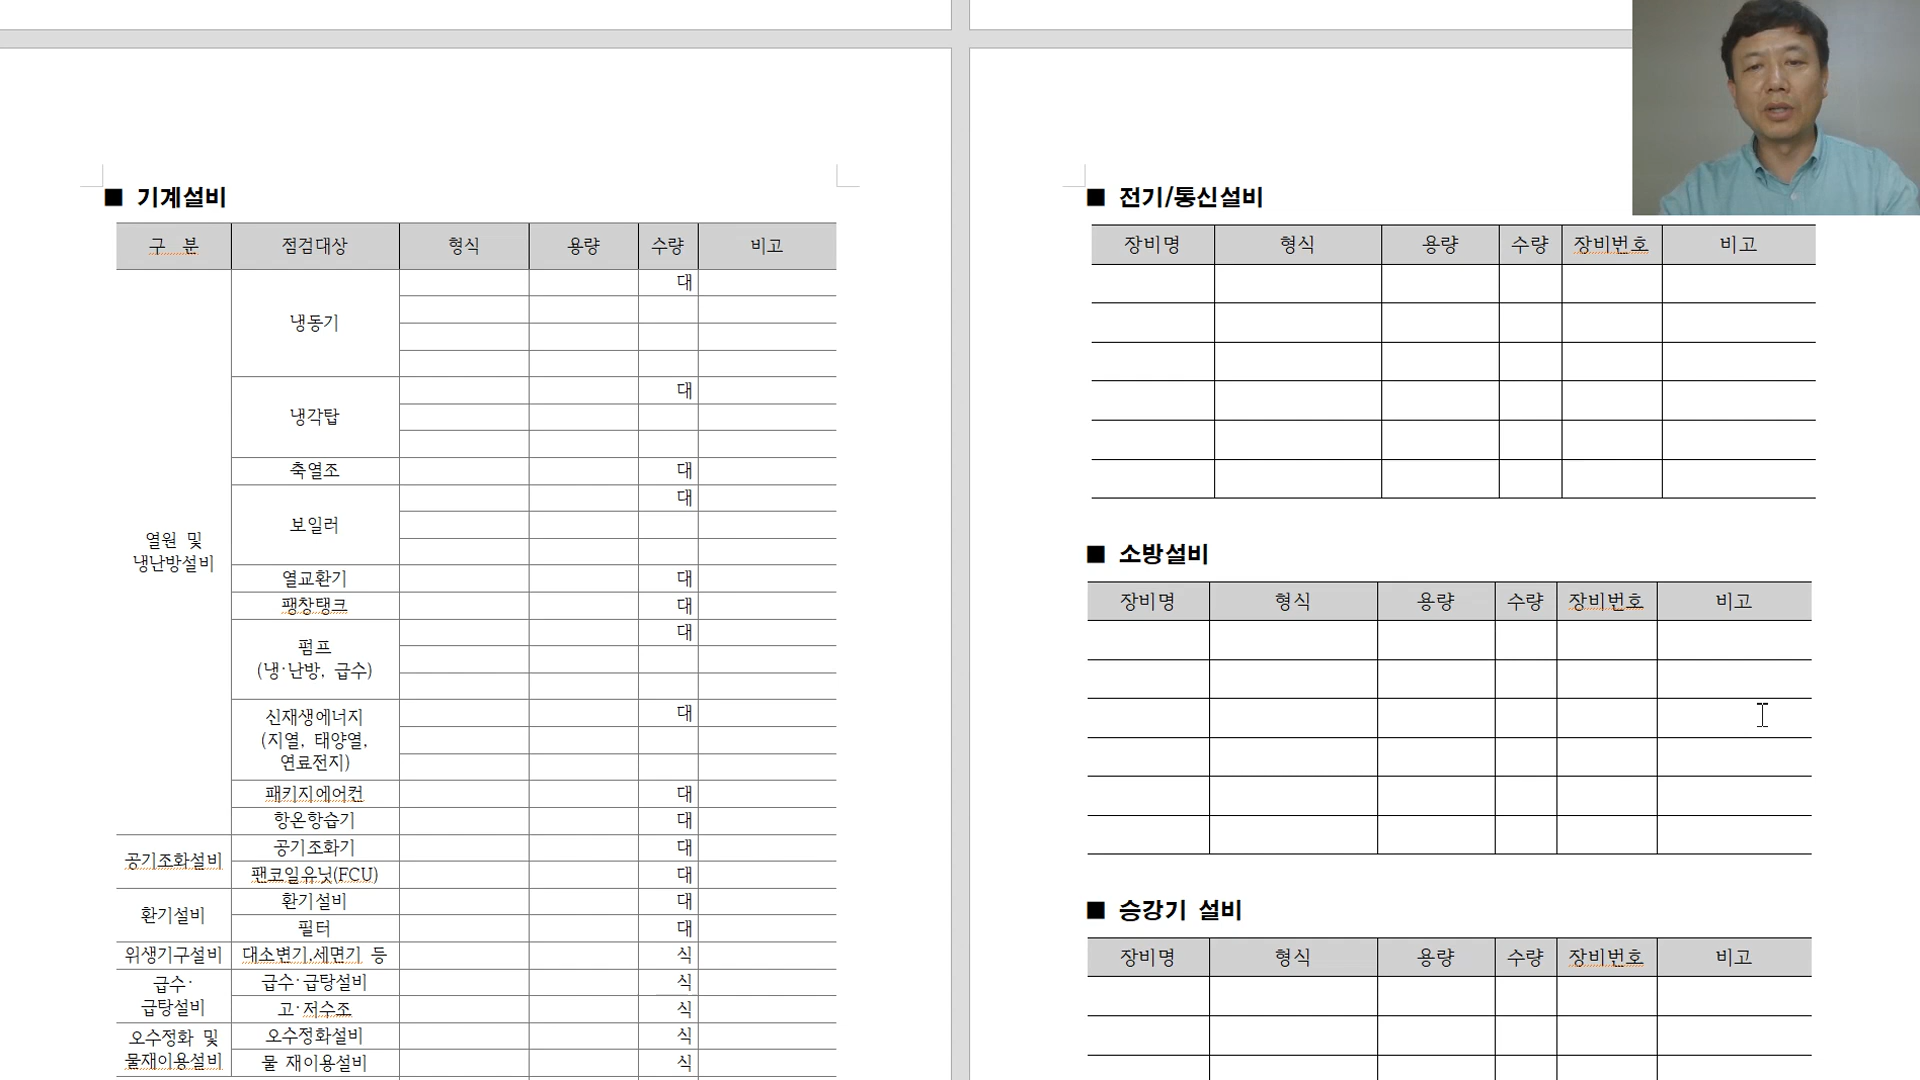 ■ 기계설비
구 분 점검대상 형식 용량 수량 비고
열원 및
냉난방설비
냉동기 대
냉각탑 대
축열조 대
보일러 대
열교환기 대
팽창탱크 대
펌프
(냉·난방, 급수) 대
신재생에너지
(지열, 태양열,
연료전지) 대
패키지에어컨 대
항온항습기 대
공기조화설비
공기조화기 대
팬코일유닛(FCU) 대
환기설비
환기설비 대
필터 대
위생기구설비 대소변기,세면기 등 식
급수·
급탕설비
급수·급탕설비 식
고·저수조 식
오수정화 및
물재이용설비
오수정화설비 식
물 재이용설비 식
■ 전기/통신설비
장비명 형식 용량 수량 장비번호 비고
■ 소방설비
장비명 형식 용량 수량 장비번호 비고
■ 승강기 설비
장비명 형식 용량 수량 장비번호 비고